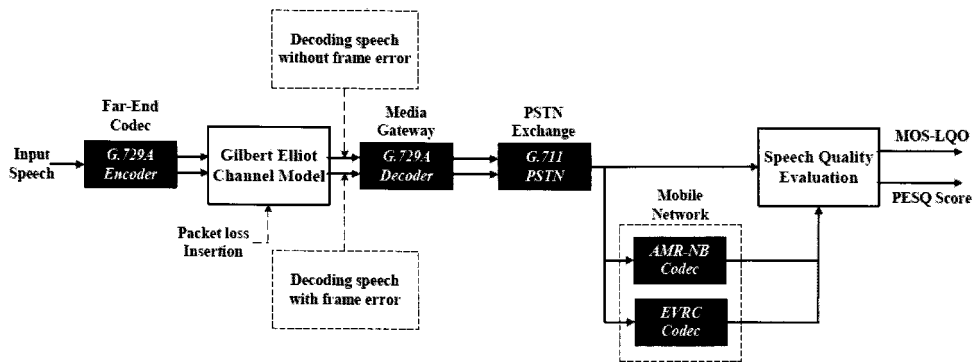 Decoding speech
without frame error
Far-End
Codec
Media
Gateway
PSTN
Exchange
Input
Speech
G.729A
Encoder
Gilbert Elliot
Channel Model
G.729A
Decoder
G.711
PSTN
Speech Quality
Evaluation
MOS-LQO
PESQ Score
Packet loss
Insertion
Mobile
Network
Decoding speech
with frame error
AMR-NB
Codec
EVRC
Codec